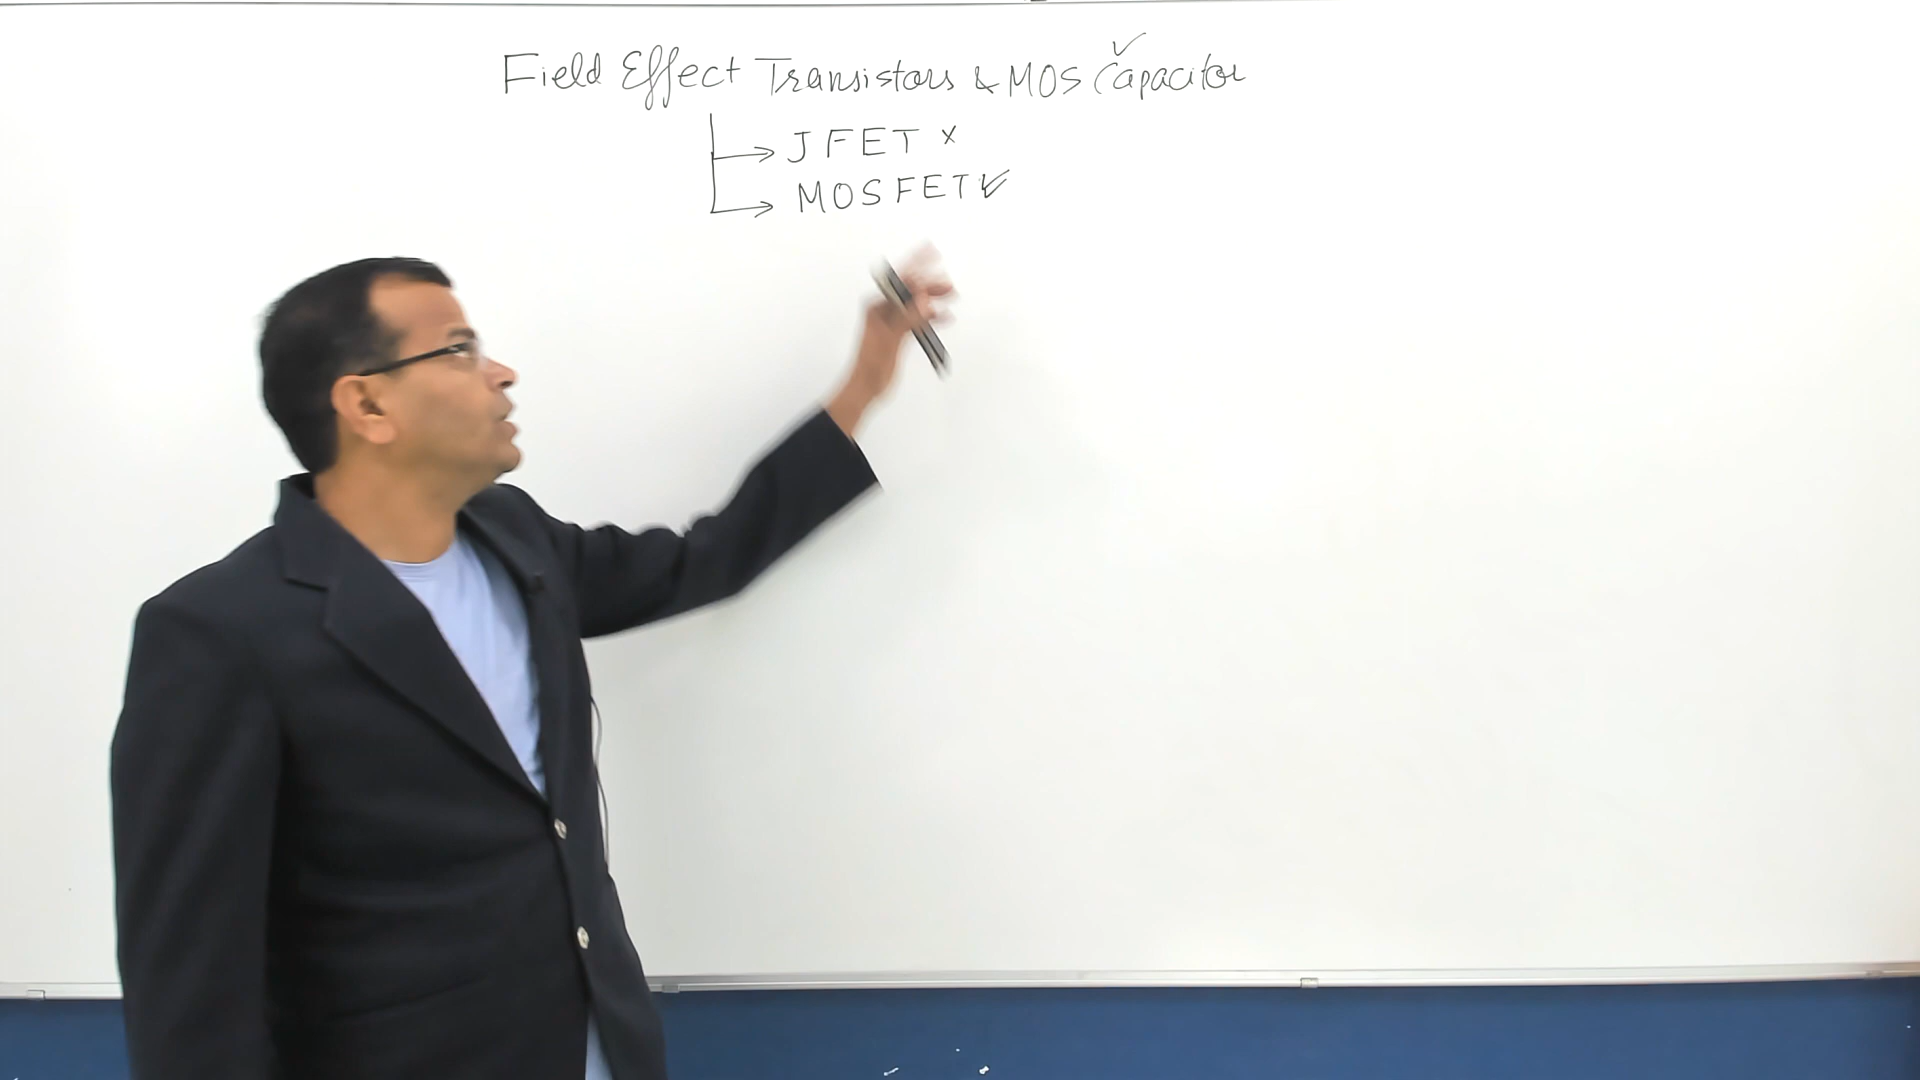 Field Effect Transistors & MOS Capacitor ✓
JFET ×
MOSFET ✓